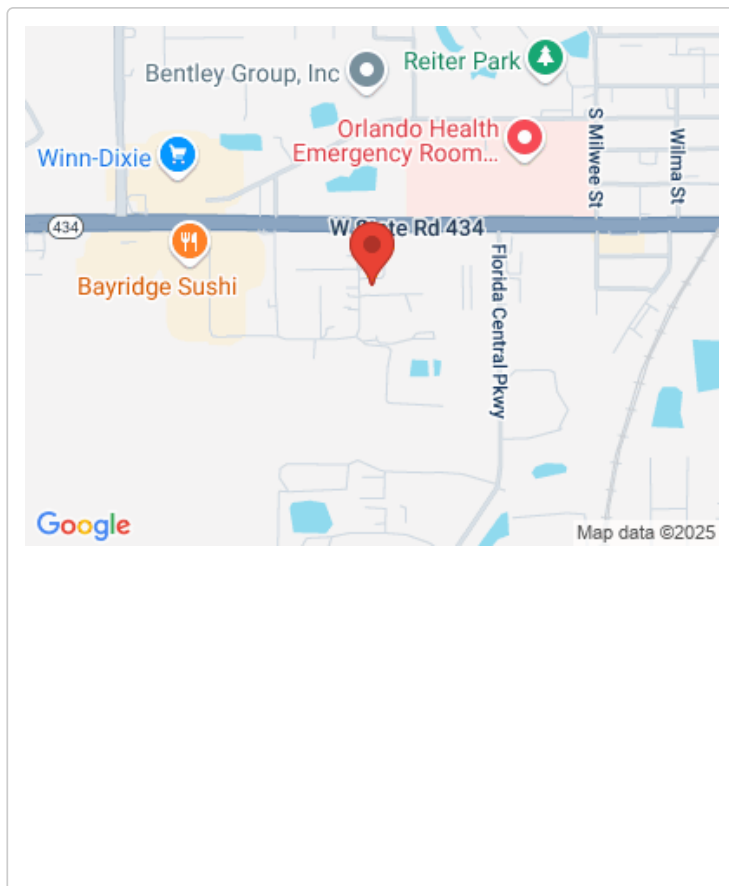 Reiter Park
Bentley Group, Inc
Orlando Health
Emergency Room...
S Milwee St
Wilma St
Winn-Dixie
434
W State Rd 434
Bayridge Sushi
Florida Central Pkwy
Google
Map data ©2025